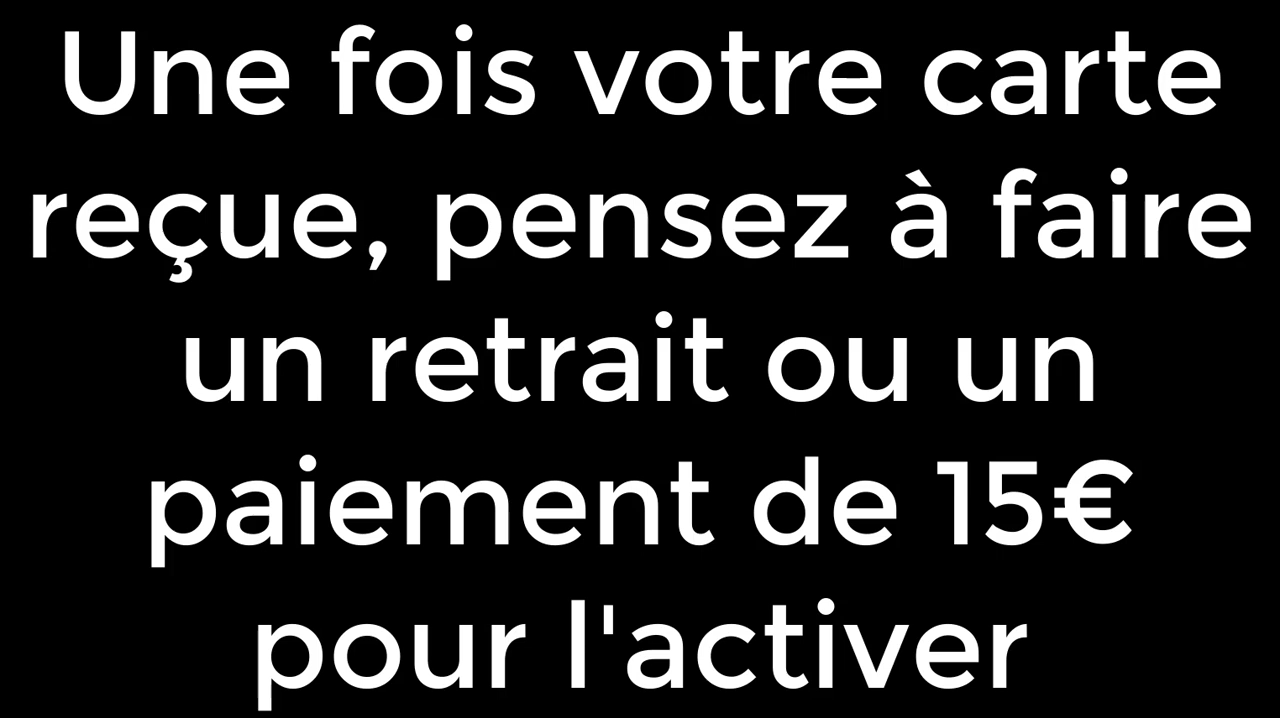 Une fois votre carte
reçue, pensez à faire
un retrait ou un
paiement de 15€
pour l'activer